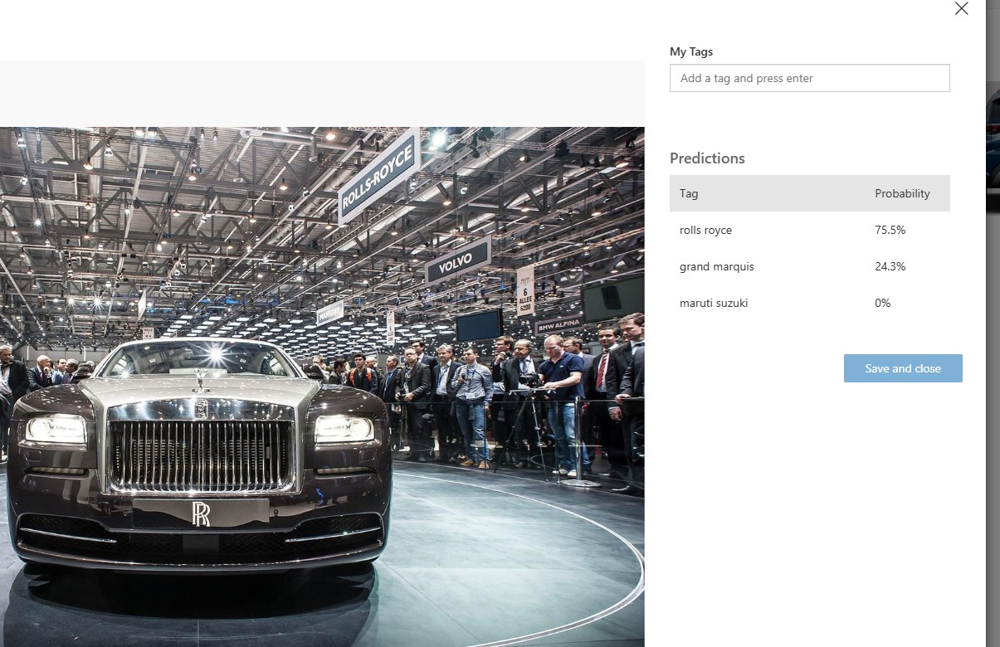 My Tags
Add a tag and press enter
Predictions
Tag Probability
rolls royce 75.5%
grand marquis 24.3%
maruti suzuki 0%
Save and close
ROLLS-ROYCE
VOLVO
6
ALLEE
6200
BMW ALPINA
RR